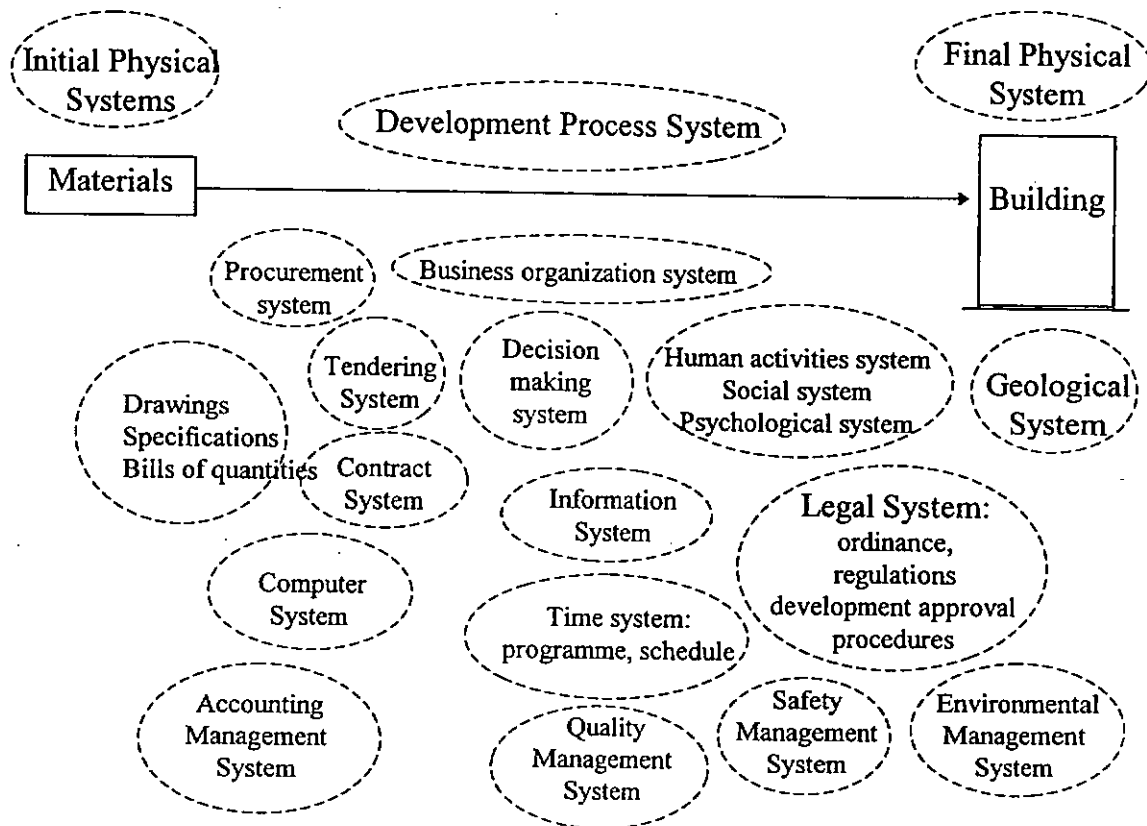 Initial Physical
Systems
Final Physical
System
Development Process System
Materials
Building
Procurement
system
Business organization system
Tendering
System
Decision
making
system
Human activities system
Social system
Psychological system
Geological
System
Drawings
Specifications
Bills of quantities
Contract
System
Information
System
Legal System:
ordinance,
regulations
development approval
procedures
Computer
System
Time system:
programme, schedule
Accounting
Management
System
Quality
Management
System
Safety
Management
System
Environmental
Management
System